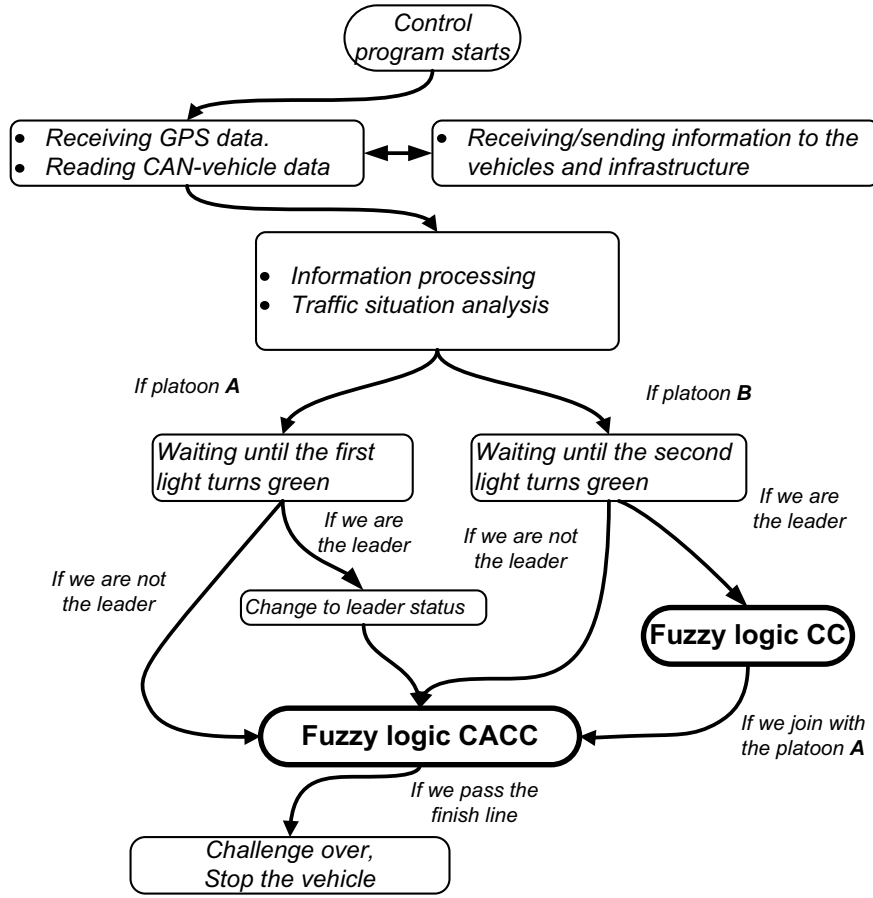 Control
program starts
• Receiving GPS data.
• Reading CAN-vehicle data
• Receiving/sending information to the
vehicles and infrastructure
• Information processing
• Traffic situation analysis
If platoon A
If platoon B
Waiting until the first
light turns green
Waiting until the second
light turns green
If we are
the leader
If we are not
the leader
If we are
the leader
If we are not
the leader
Change to leader status
Fuzzy logic CC
Fuzzy logic CACC
If we join with
the platoon A
If we pass the
finish line
Challenge over,
Stop the vehicle